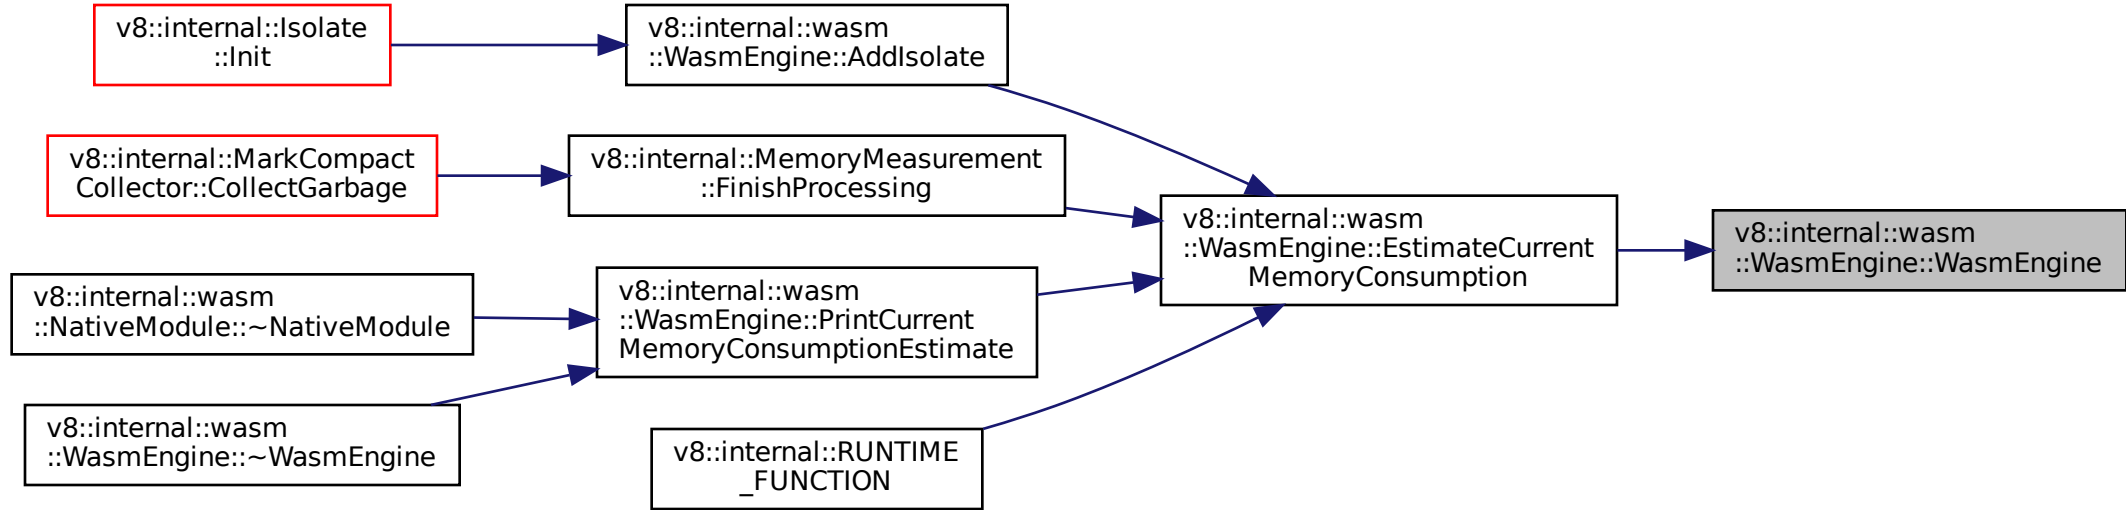 v8::internal::Isolate
::Init
v8::internal::wasm
::WasmEngine::AddIsolate
v8::internal::MarkCompact
Collector::CollectGarbage
v8::internal::MemoryMeasurement
::FinishProcessing
v8::internal::wasm
::WasmEngine::EstimateCurrent
MemoryConsumption
v8::internal::wasm
::WasmEngine::WasmEngine
v8::internal::wasm
::NativeModule::~NativeModule
v8::internal::wasm
::WasmEngine::PrintCurrent
MemoryConsumptionEstimate
v8::internal::wasm
::WasmEngine::~WasmEngine
v8::internal::RUNTIME
_FUNCTION